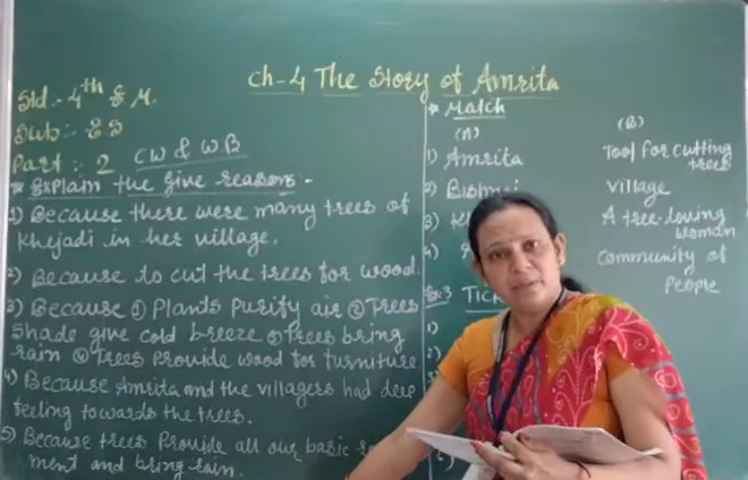 Ch-4 The Story of Amrita
Std:- 4th E M.
Sub:-
Part :- 2 CW & WB
* Explain the give reasons.
1) Because there were many trees of
Khejadi in her village.
2) Because to cut the trees for wood.
3) Because ① Plants Purify air ② Trees
Shade give cold breeze ③ Trees bring
rain ④ Trees Provide wood for furniture
4) Because Amrita and the villagers had deep
feeling towards the trees.
5) Because trees Provide all our basic
ment and bring rain.
* Match
(A) (B)
1) Amrita Tool for cutting
trees
2) village
3) A tree-loving
woman
4) Community of
People
Ex:3
1)
2)